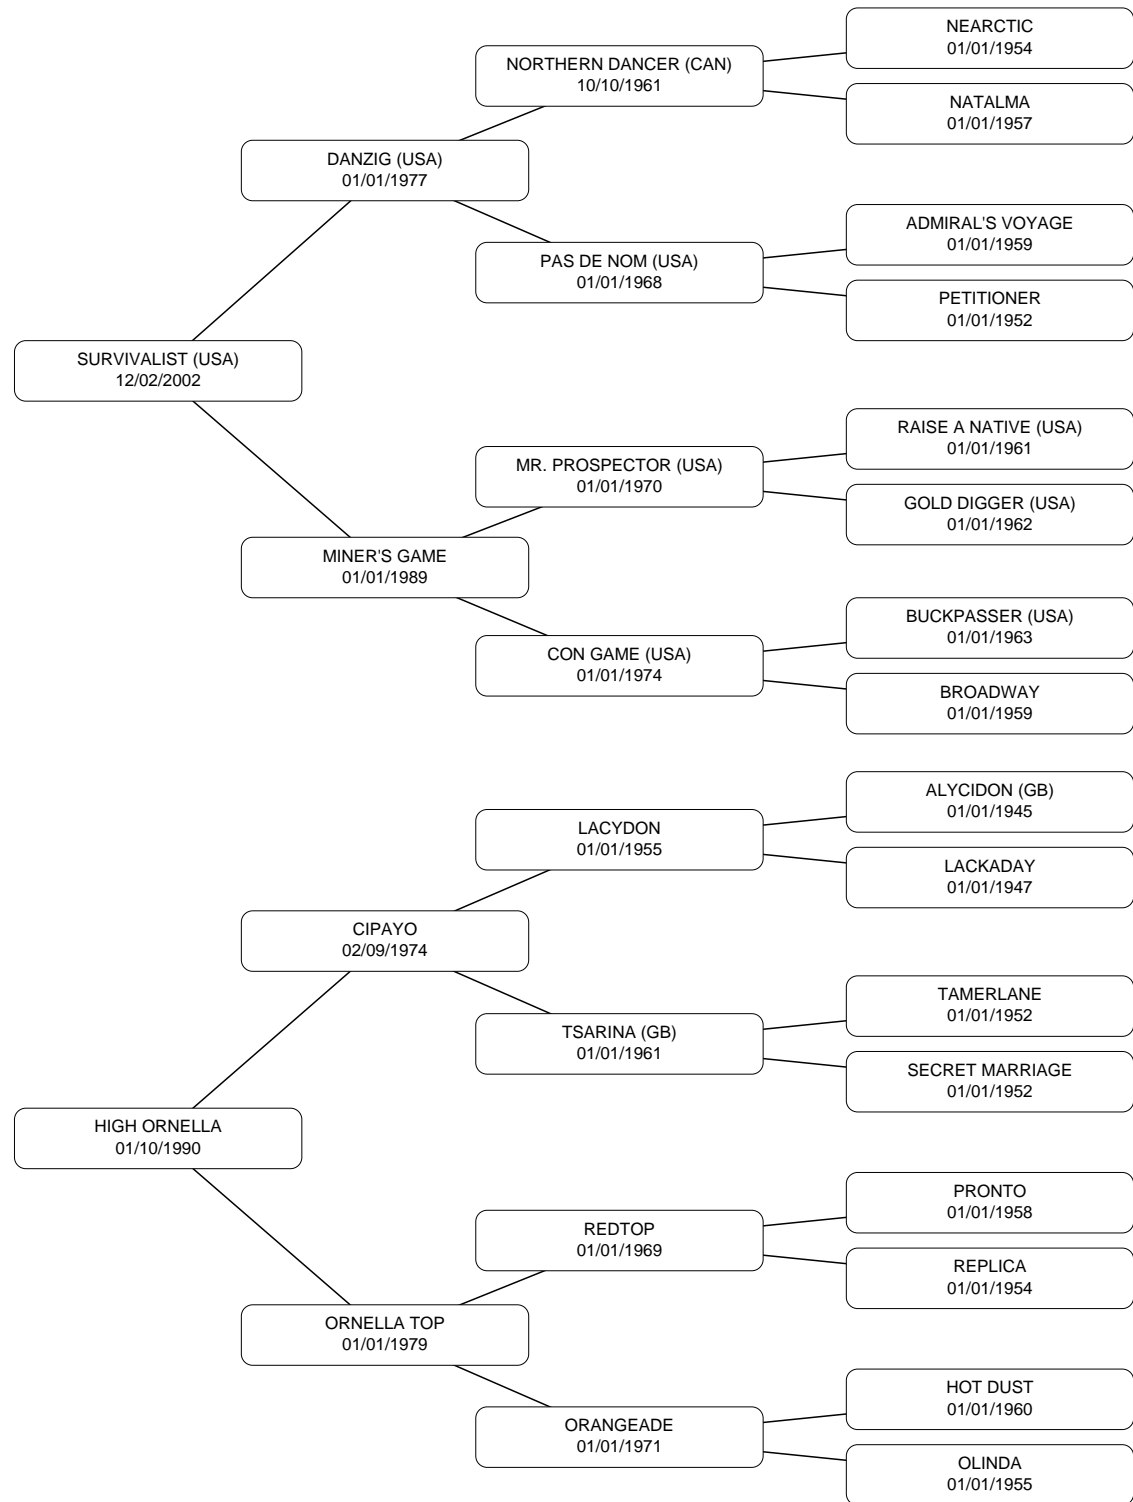 NEARCTIC
01/01/1954
NORTHERN DANCER (CAN)
10/10/1961
NATALMA
01/01/1957
DANZIG (USA)
01/01/1977
ADMIRAL'S VOYAGE
01/01/1959
PAS DE NOM (USA)
01/01/1968
PETITIONER
01/01/1952
SURVIVALIST (USA)
12/02/2002
RAISE A NATIVE (USA)
01/01/1961
MR. PROSPECTOR (USA)
01/01/1970
GOLD DIGGER (USA)
01/01/1962
MINER'S GAME
01/01/1989
BUCKPASSER (USA)
01/01/1963
CON GAME (USA)
01/01/1974
BROADWAY
01/01/1959
ALYCIDON (GB)
01/01/1945
LACYDON
01/01/1955
LACKADAY
01/01/1947
CIPAYO
02/09/1974
TAMERLANE
01/01/1952
TSARINA (GB)
01/01/1961
SECRET MARRIAGE
01/01/1952
HIGH ORNELLA
01/10/1990
PRONTO
01/01/1958
REDTOP
01/01/1969
REPLICA
01/01/1954
ORNELLA TOP
01/01/1979
HOT DUST
01/01/1960
ORANGEADE
01/01/1971
OLINDA
01/01/1955